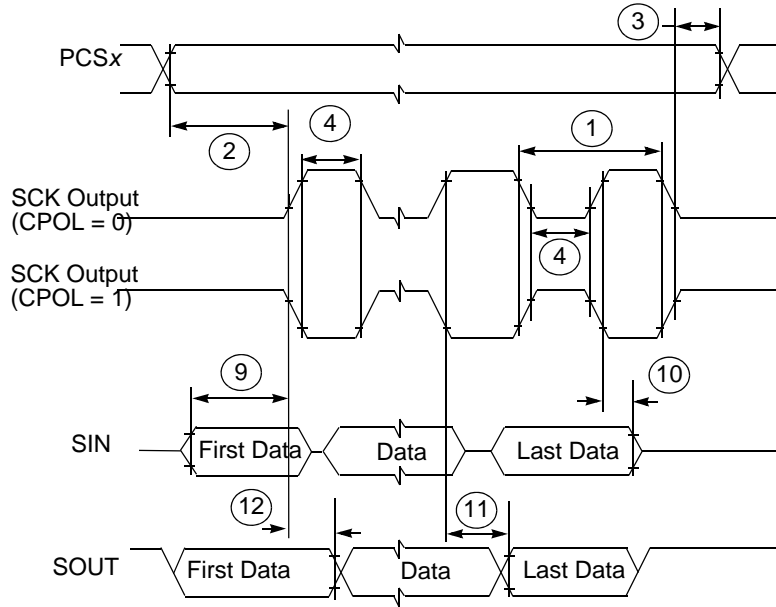 3
PCSx
2
4
1
SCK Output
(CPOL = 0)
4
SCK Output
(CPOL = 1)
9
10
SIN
First Data
Data
Last Data
12
11
SOUT
First Data
Data
Last Data